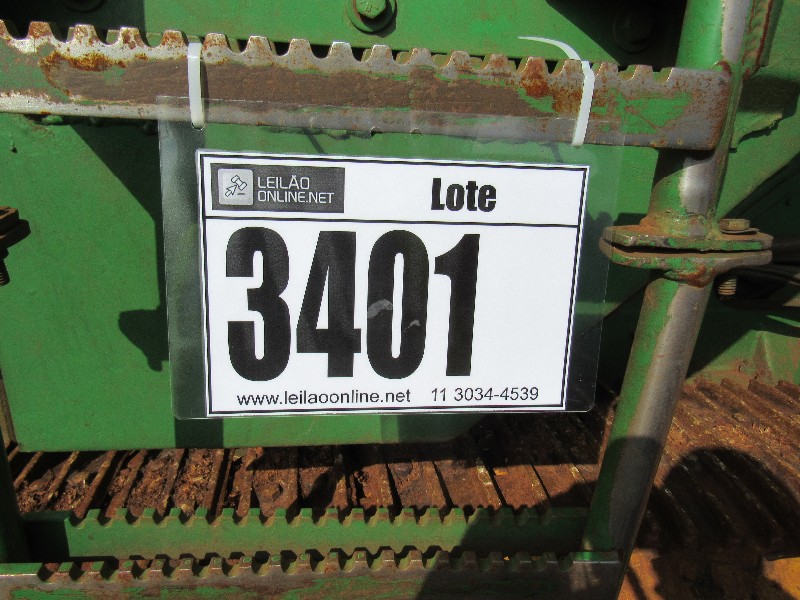 LEILÃO
ONLINE.NET
Lote
3401
www.leilaoonline.net 11 3034-4539